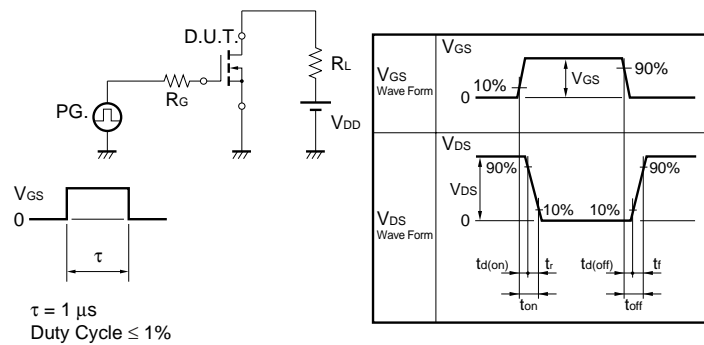 D.U.T.
RG
RL
PG.
VDD
VGS
0
τ
τ = 1 μs
Duty Cycle ≤ 1%
VGS
Wave Form
VGS
10%
VGS
90%
0
VDS
Wave Form
VDS
90%
VDS
90%
10%
10%
0
td(on)
tr
td(off)
tf
ton
toff